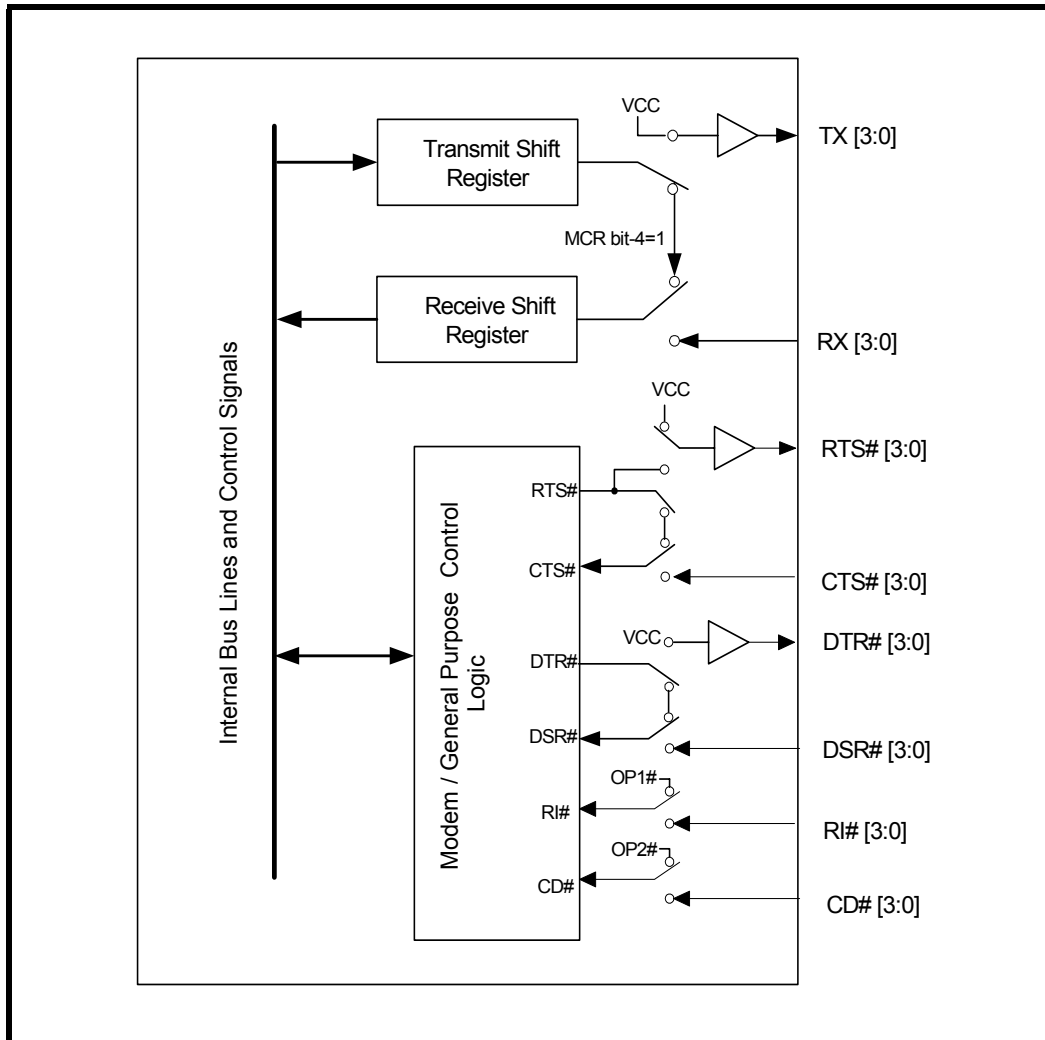 VCC
TX [3:0]
Transmit Shift
Register
MCR bit-4=1
Receive Shift
Register
RX [3:0]
Internal Bus Lines and Control Signals
VCC
RTS# [3:0]
Modem / General Purpose Control
Logic
RTS#
CTS#
CTS# [3:0]
VCC
DTR# [3:0]
DTR#
DSR#
DSR# [3:0]
OP1#
RI#
RI# [3:0]
OP2#
CD#
CD# [3:0]